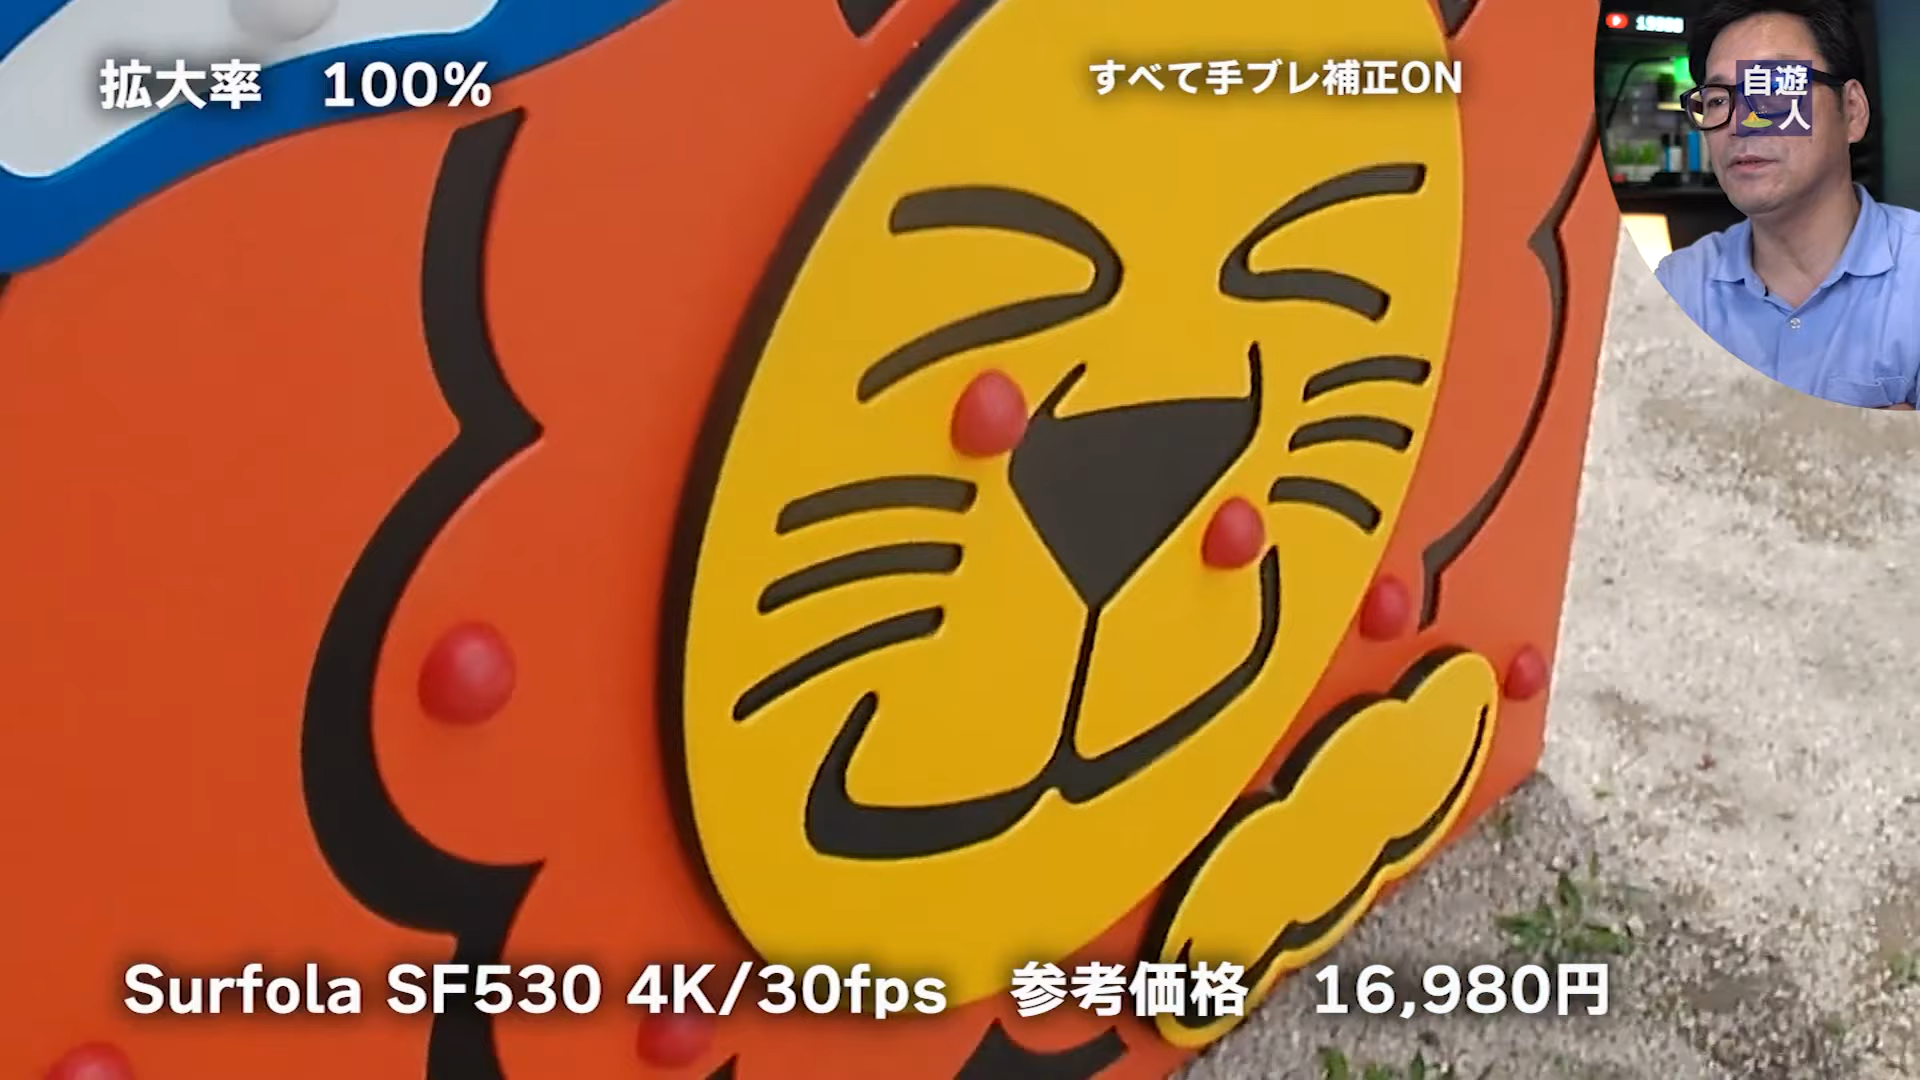 拡大率 100%
すべて手ブレ補正ON
自遊
人
Surfola SF530 4K/30fps 参考価格 16,980円